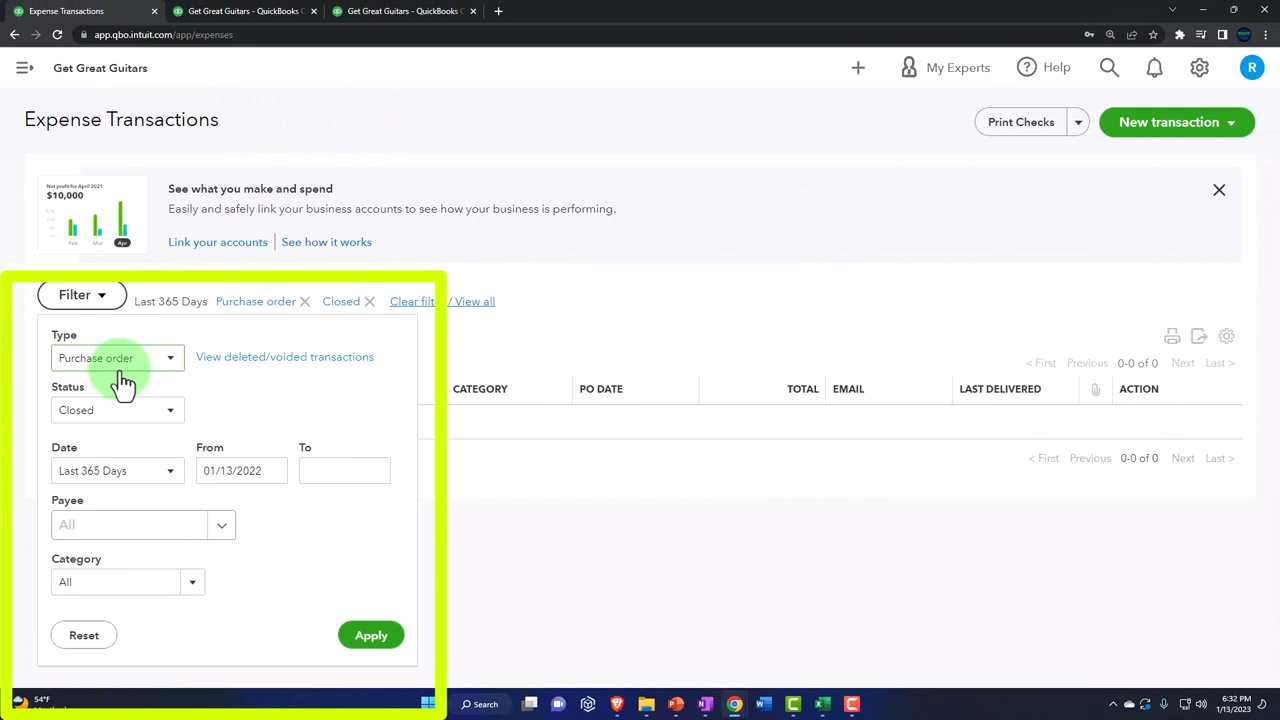 Expense Transactions
Get Great Guitars - QuickBooks O
Get Great Guitars - QuickBooks O
app.qbo.intuit.com/app/expenses
Get Great Guitars
My Experts
Help
R
Expense Transactions
Print Checks
New transaction
Net profit for April 2021
$10,000
Feb Mar Apr
See what you make and spend
Easily and safely link your business accounts to see how your business is performing.
Link your accounts
See how it works
Filter
Last 365 Days
Purchase order
Closed
Clear filt / View all
Type
Purchase order
View deleted/voided transactions
Status
Closed
Date
From
To
Last 365 Days
01/13/2022
Payee
All
Category
All
Reset
Apply
< First Previous 0-0 of 0 Next Last >
CATEGORY PO DATE TOTAL EMAIL LAST DELIVERED ACTION
< First Previous 0-0 of 0 Next Last >
54°F
Search
6:32 PM
1/13/2023